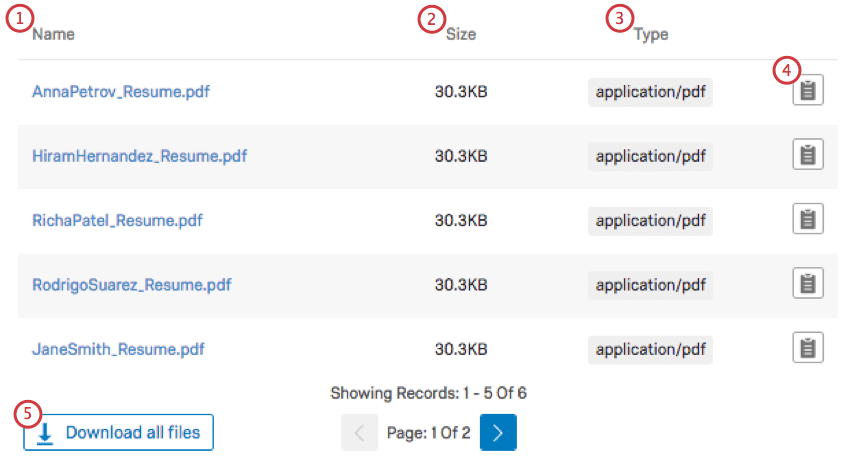 1 Name 2 Size 3 Type
4
AnnaPetrov_Resume.pdf 30.3KB application/pdf
HiramHernandez_Resume.pdf 30.3KB application/pdf
RichaPatel_Resume.pdf 30.3KB application/pdf
RodrigoSuarez_Resume.pdf 30.3KB application/pdf
JaneSmith_Resume.pdf 30.3KB application/pdf
Showing Records: 1 - 5 Of 6
5
Download all files Page: 1 Of 2